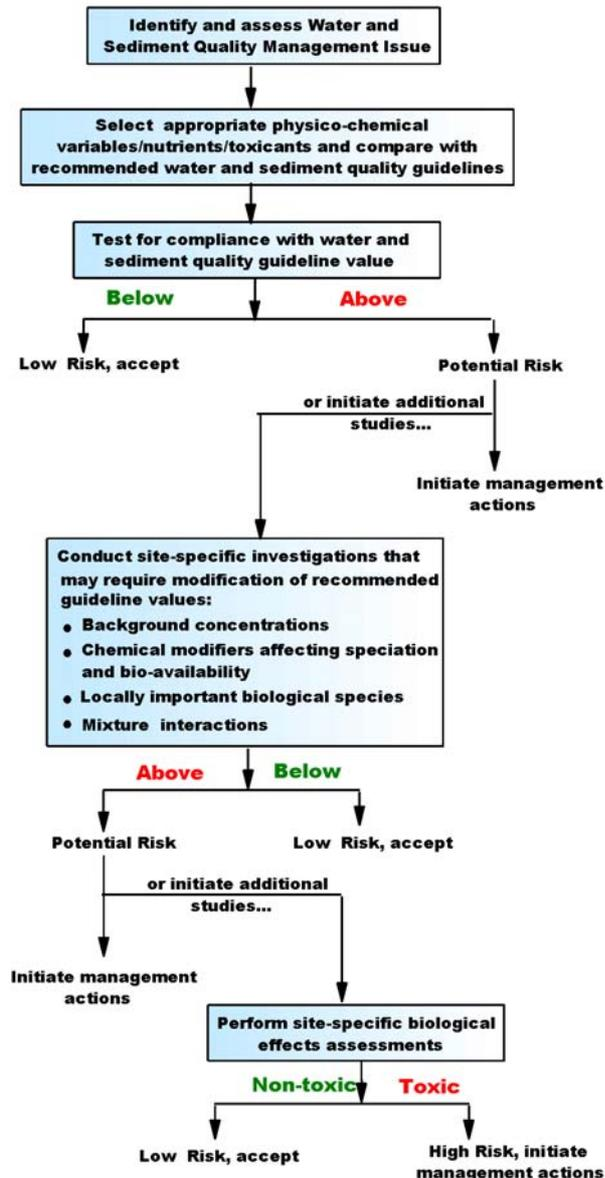 Identify and assess Water and
Sediment Quality Management Issue
Select appropriate physico-chemical
variables/nutrients/toxicants and compare with
recommended water and sediment quality guidelines
Test for compliance with water and
sediment quality guideline value
Below
Above
Low Risk, accept
Potential Risk
or initiate additional
studies...
Initiate management
actions
Conduct site-specific investigations that
may require modification of recommended
guideline values:
• Background concentrations
• Chemical modifiers affecting speciation
and bio-availability
• Locally important biological species
• Mixture interactions
Above
Below
Potential Risk
Low Risk, accept
or initiate additional
studies...
Initiate management
actions
Perform site-specific biological
effects assessments
Non-toxic
Toxic
Low Risk, accept
High Risk, initiate
management actions